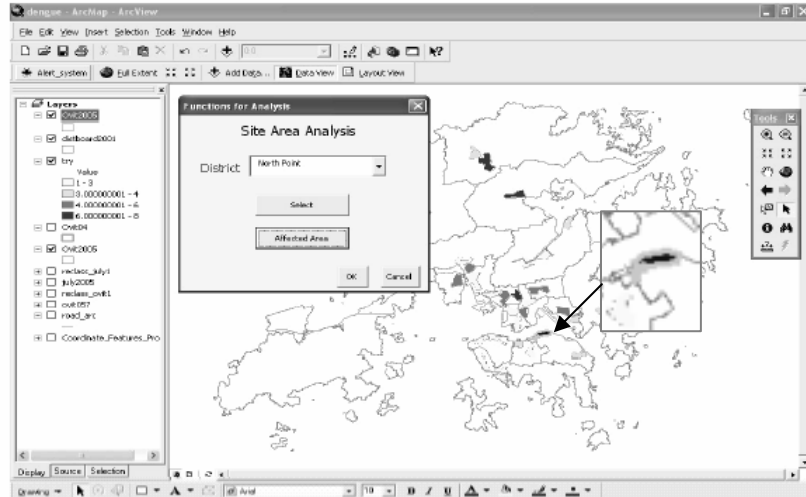 dengue - ArcMap - ArcView
File Edit View Insert Selection Tools Window Help
Alert_system Full Extent Add Data... Data View Layout View
Layers
Ovit2005
distboard2001
try
Value
1 - 3
3.000000001 - 4
4.000000001 - 6
6.000000001 - 8
Ovit04
Ovit2005
reclass_july1
july2005
reclass_ovit1
ovit057
road_arc
Coordinate_Features_Pro
Display Source Selection
Functions for Analysis
Site Area Analysis
District North Point
Select
Affected Area
OK Cancel
Tools
Drawing Arial 10 B I U A